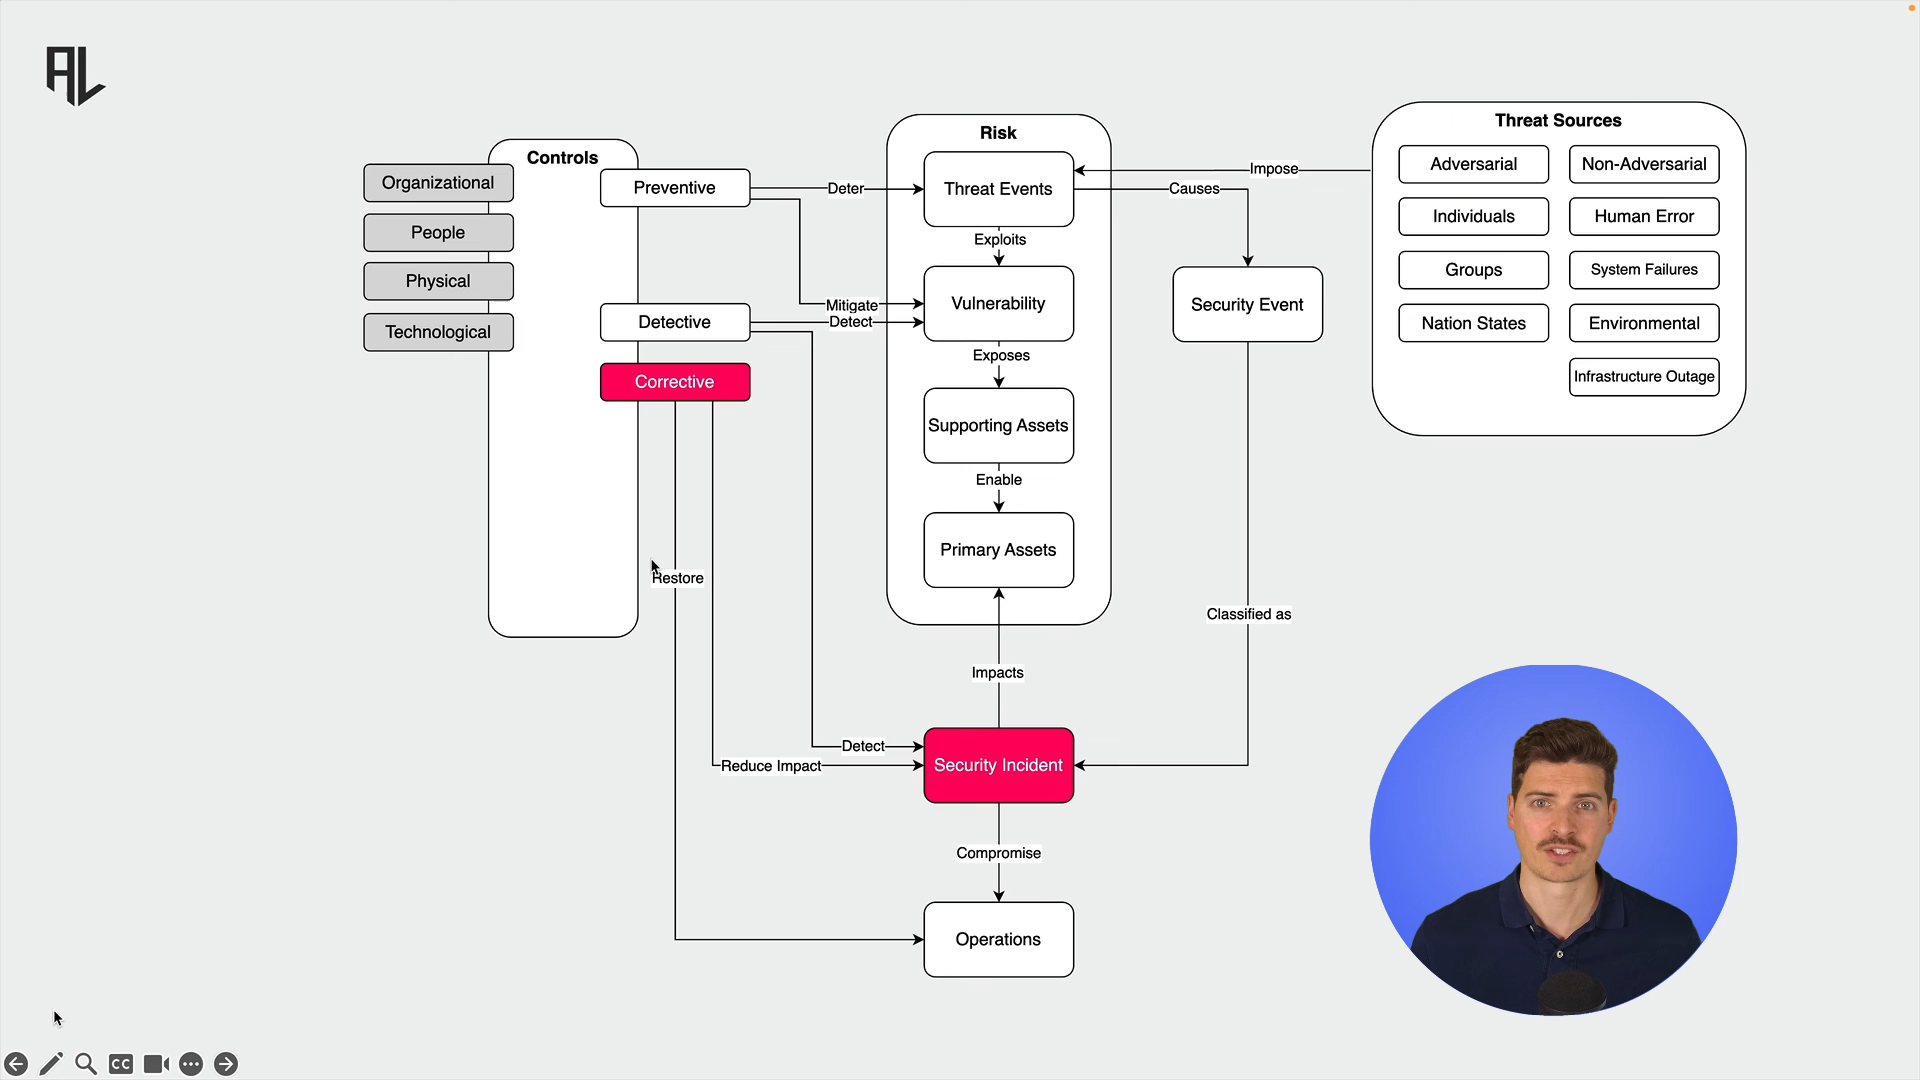 AL
Controls
Organizational
People
Physical
Technological
Preventive
Detective
Corrective
Deter
Mitigate
Detect
Restore
Reduce Impact
Detect
Risk
Threat Events
Exploits
Vulnerability
Exposes
Supporting Assets
Enable
Primary Assets
Impacts
Security Incident
Compromise
Operations
Impose
Causes
Security Event
Classified as
Threat Sources
Adversarial
Non-Adversarial
Individuals
Human Error
Groups
System Failures
Nation States
Environmental
Infrastructure Outage
CC